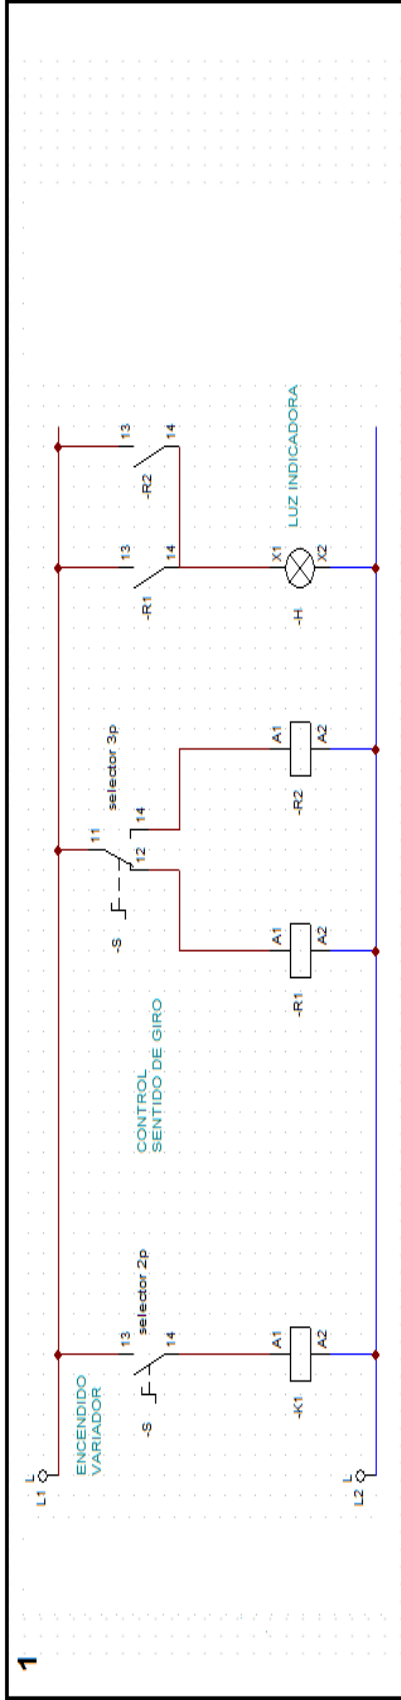 1
L1
L
L2
L
ENCENDIDO
VARIADOR
-S
13
14
selector 2p
-K1
A1
A2
CONTROL
SENTIDO DE GIRO
-S
11
12
14
selector 3p
-R1
A1
A2
-R2
A1
A2
-R1
13
14
-R2
13
14
-H
X1
X2
LUZ INDICADORA